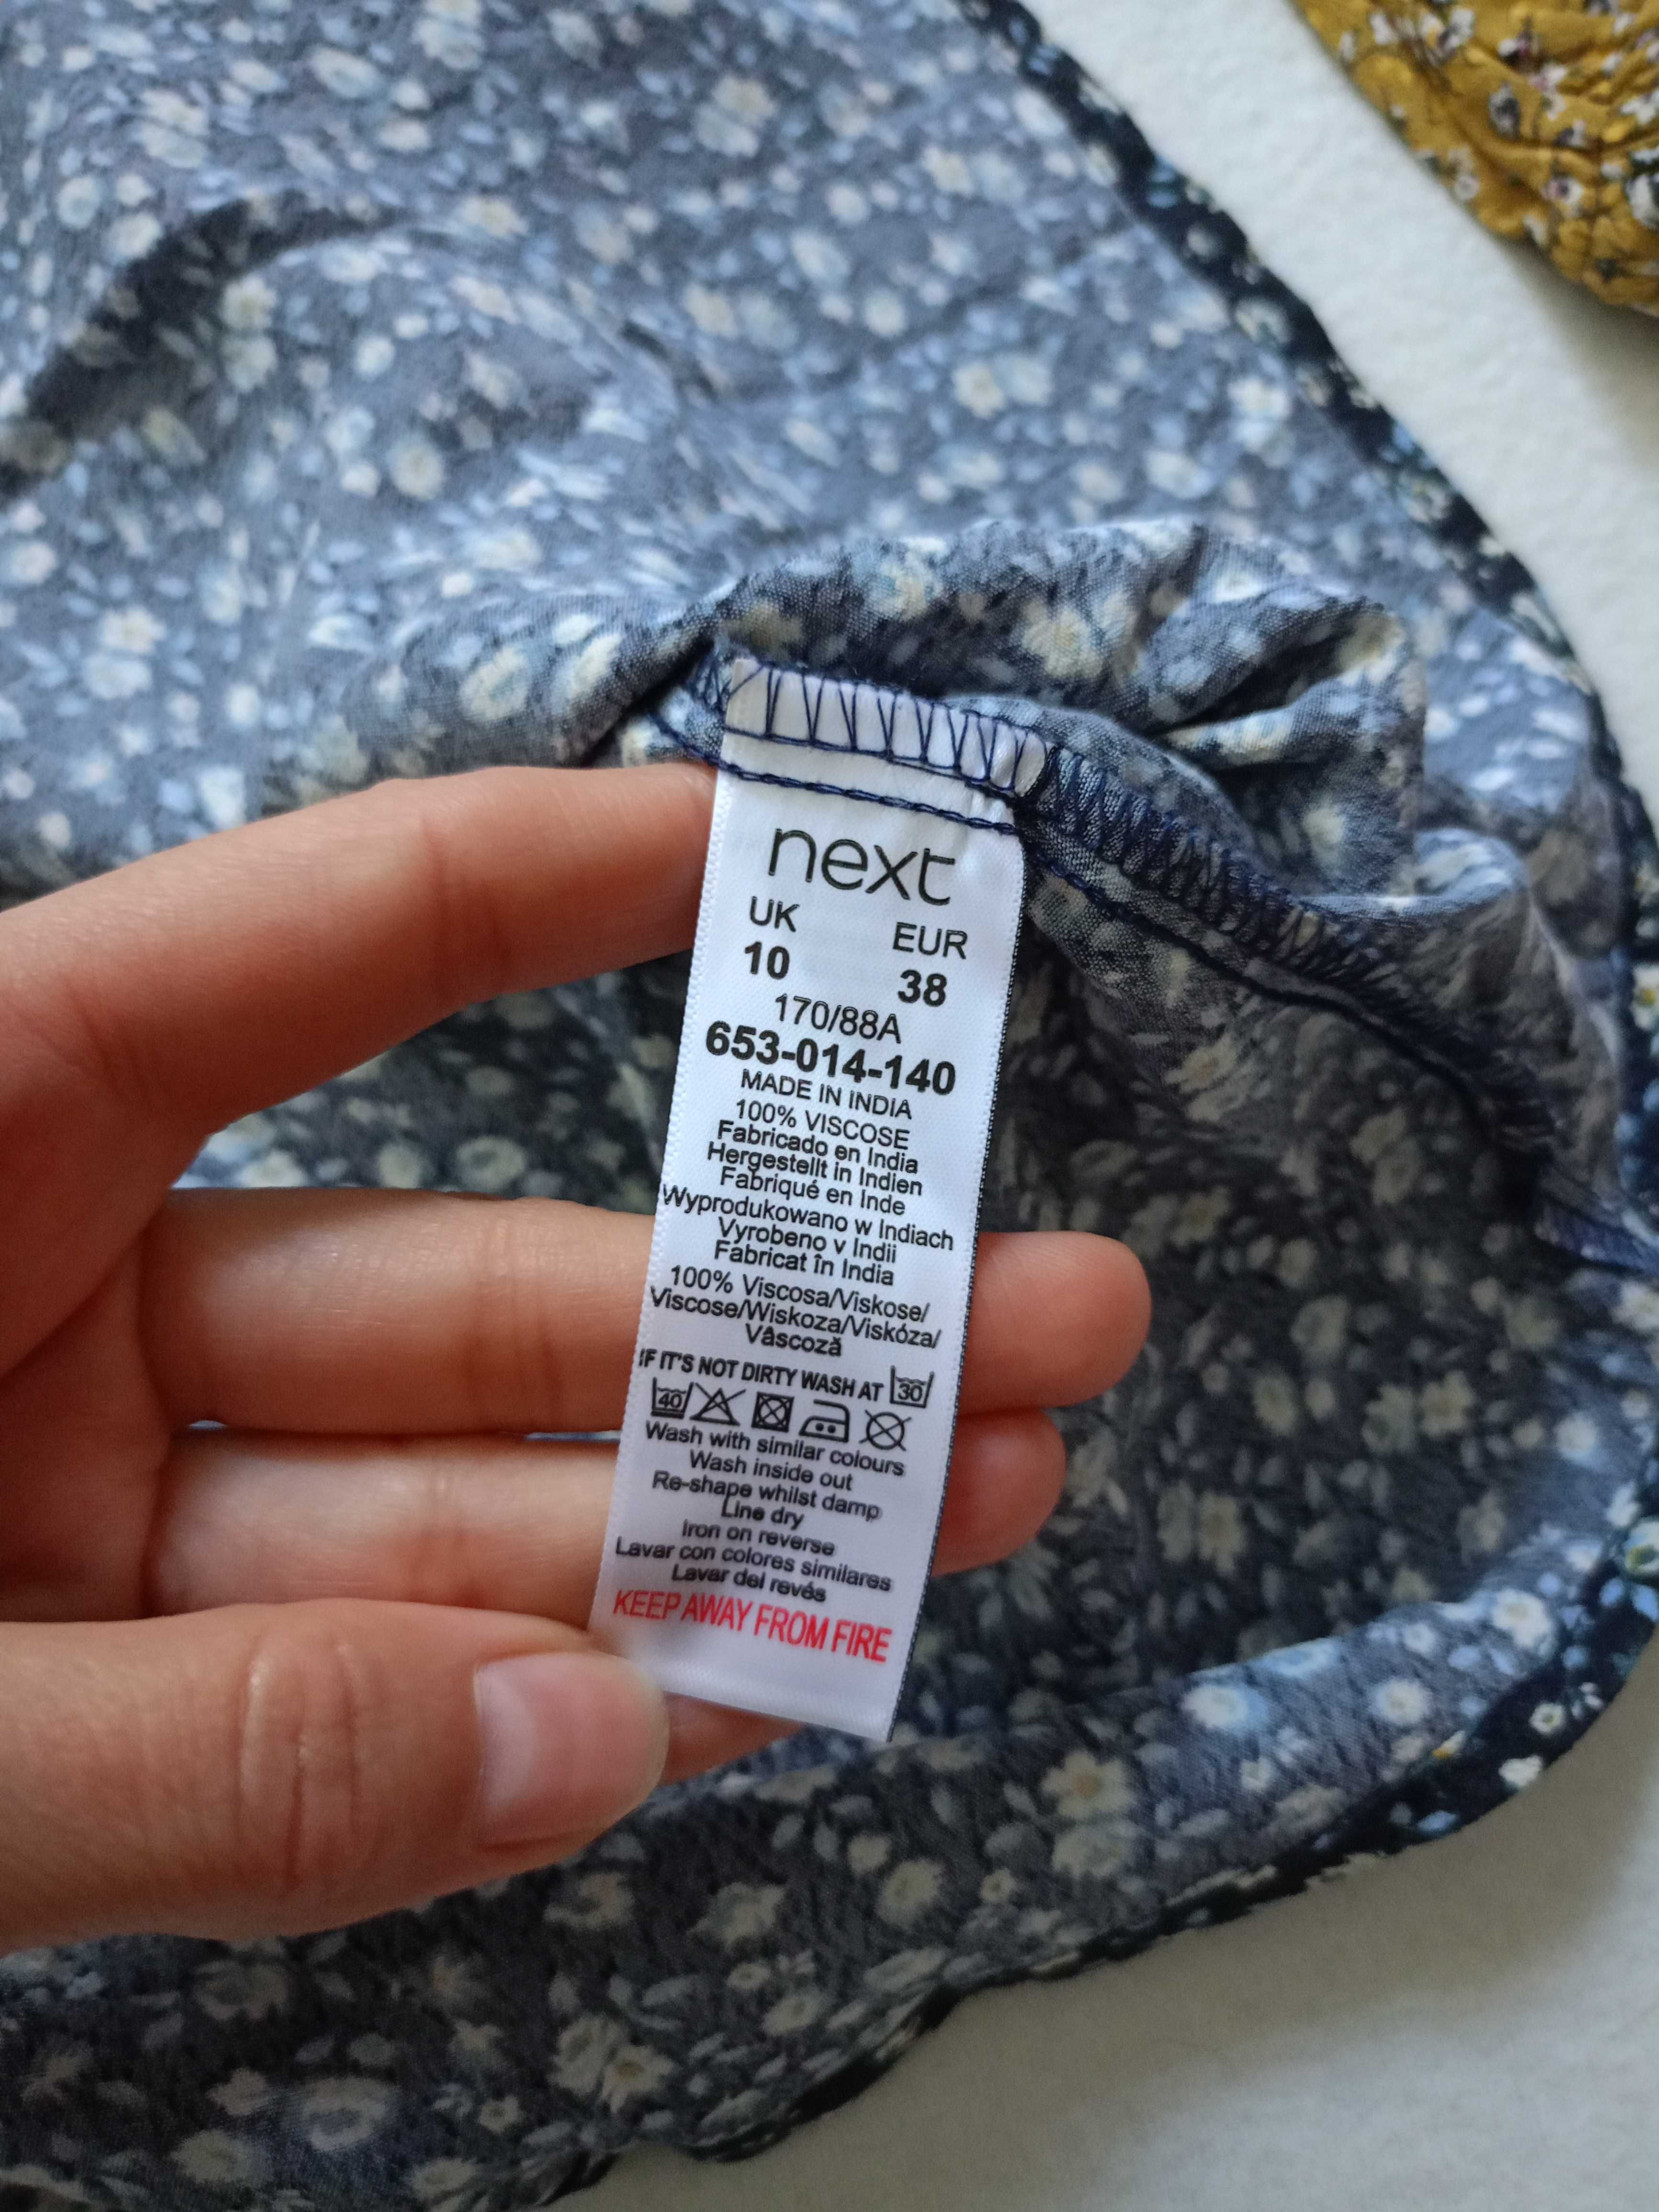 next
UK EUR
10 38
170/88A
653-014-140
MADE IN INDIA
100% VISCOSE
Fabricado en India
Hergestellt in Indien
Fabriqué en Inde
Wyprodukowano w Indiach
Vyrobeno v Indii
Fabricat în India
100% Viscosa/Viskose/
Viscose/Wiskoza/Viskóza/
Vâscoză
IF IT'S NOT DIRTY WASH AT 30
40
Wash with similar colours
Wash inside out
Re-shape whilst damp
Line dry
Iron on reverse
Lavar con colores similares
Lavar del revés
KEEP AWAY FROM FIRE